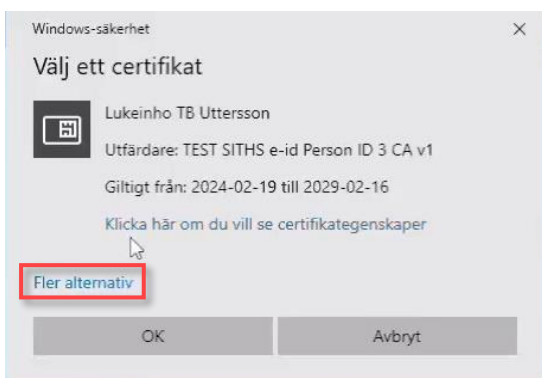 Windows-säkerhet
Välj ett certifikat
Lukeinho TB Uttersson
Utfärdare: TEST SITHS e-id Person ID 3 CA v1
Giltigt från: 2024-02-19 till 2029-02-16
Klicka här om du vill se certifikategenskaper
Fler alternativ
OK
Avbryt